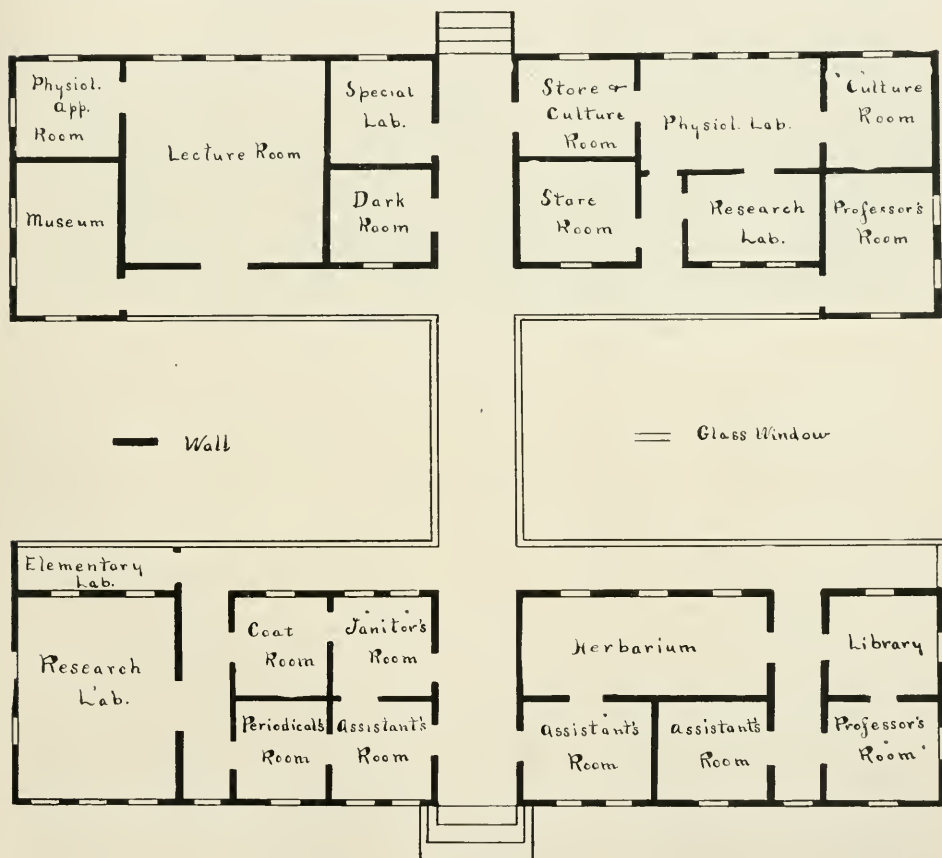 Physiol.
App.
Room
Lecture Room
Special
Lab.
Store &
Culture
Room
Physiol. Lab.
Culture
Room
Museum
Dark
Room
Store
Room
Research
Lab.
Professor's
Room
Wall
Glass Window
Elementary
Lab.
Research
Lab.
Coat
Room
Janitor's
Room
Herbarium
Library
Periodicals
Room
Assistant's
Room
Assistant's
Room
Assistant's
Room
Professor's
Room